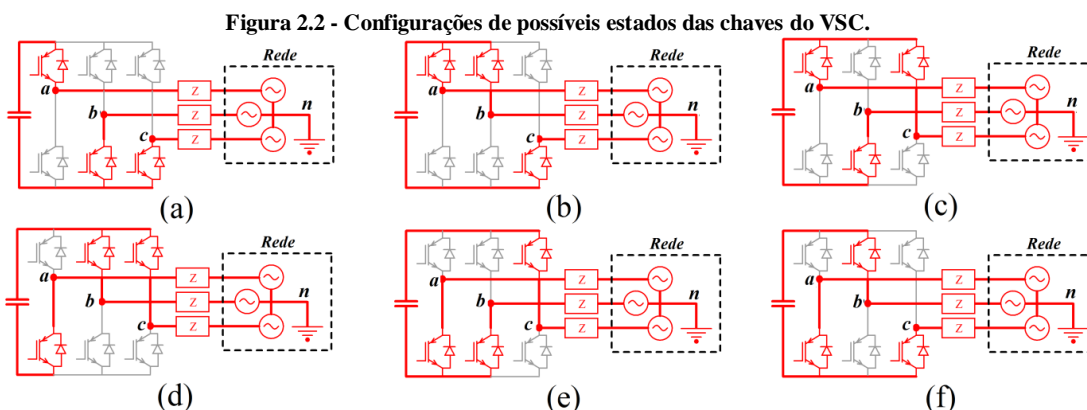 Figura 2.2 - Configurações de possíveis estados das chaves do VSC.
Rede
a
b
c
n
Z
Z
Z
(a)
Rede
a
b
c
n
Z
Z
Z
(b)
Rede
a
b
c
n
Z
Z
Z
(c)
Rede
a
b
c
n
Z
Z
Z
(d)
Rede
a
b
c
n
Z
Z
Z
(e)
Rede
a
b
c
n
Z
Z
Z
(f)